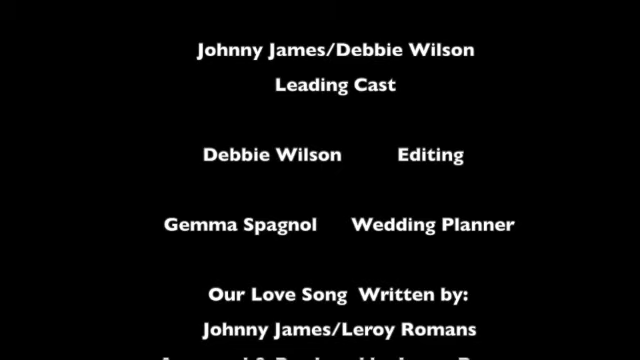 Johnny James/Debbie Wilson
Leading Cast
Debbie Wilson Editing
Gemma Spagnol Wedding Planner
Our Love Song Written by:
Johnny James/Leroy Romans